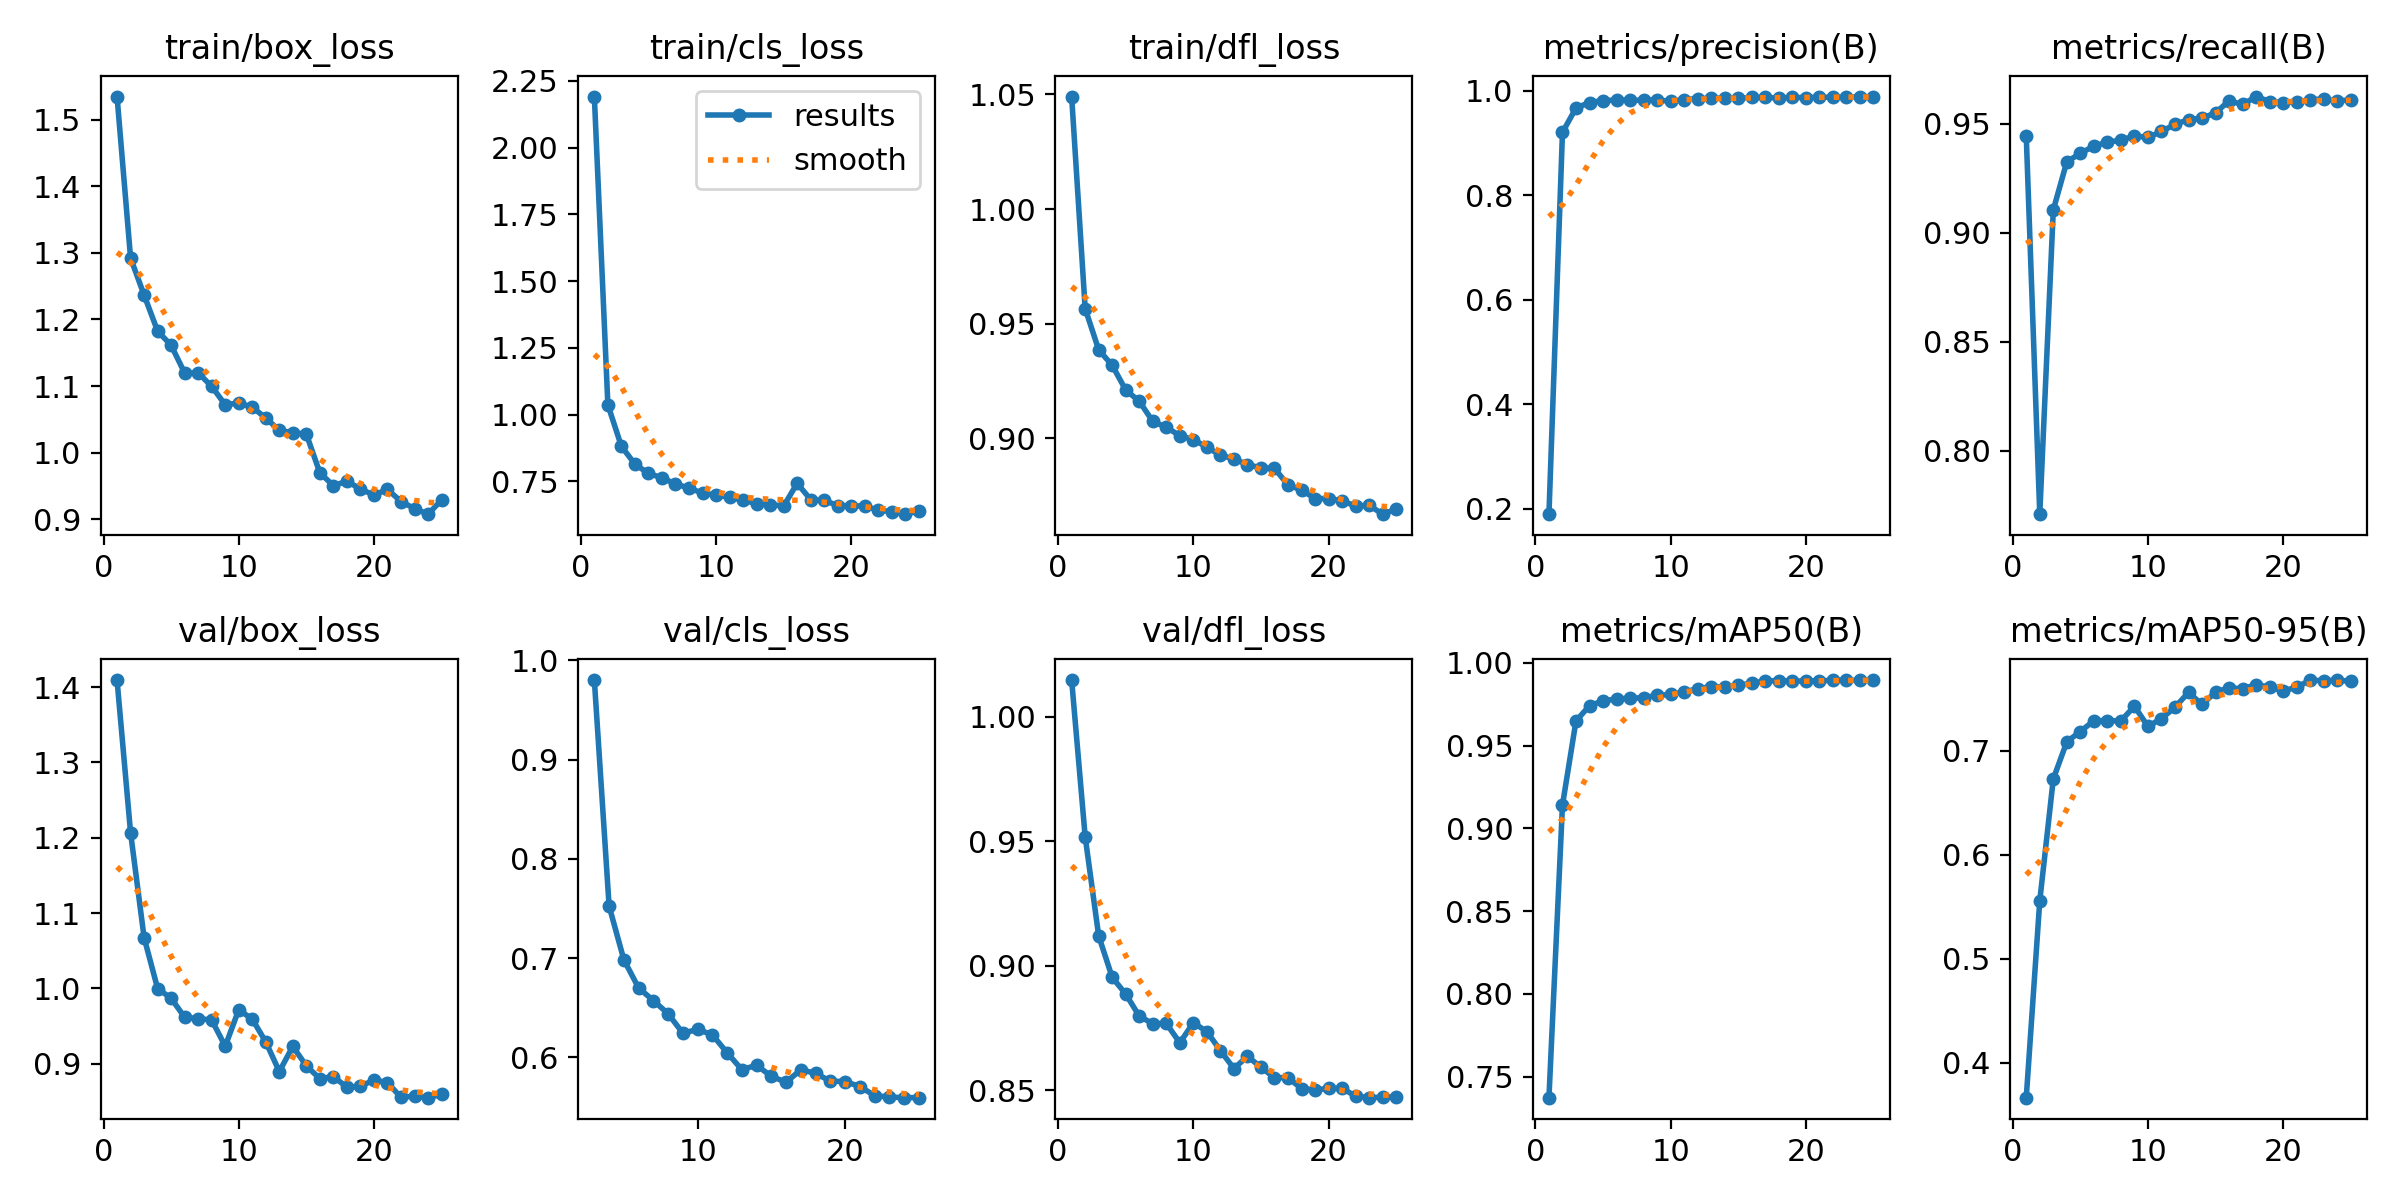 train/box_loss
1.5
1.4
1.3
1.2
1.1
1.0
0.9
0 10 20
train/cls_loss
results
smooth
2.25
2.00
1.75
1.50
1.25
1.00
0.75
0 10 20
train/dfl_loss
1.05
1.00
0.95
0.90
0 10 20
metrics/precision(B)
1.0
0.8
0.6
0.4
0.2
0 10 20
metrics/recall(B)
0.95
0.90
0.85
0.80
0 10 20
val/box_loss
1.4
1.3
1.2
1.1
1.0
0.9
0 10 20
val/cls_loss
1.0
0.9
0.8
0.7
0.6
10 20
val/dfl_loss
1.00
0.95
0.90
0.85
0 10 20
metrics/mAP50(B)
1.00
0.95
0.90
0.85
0.80
0.75
0 10 20
metrics/mAP50-95(B)
0.7
0.6
0.5
0.4
0 10 20